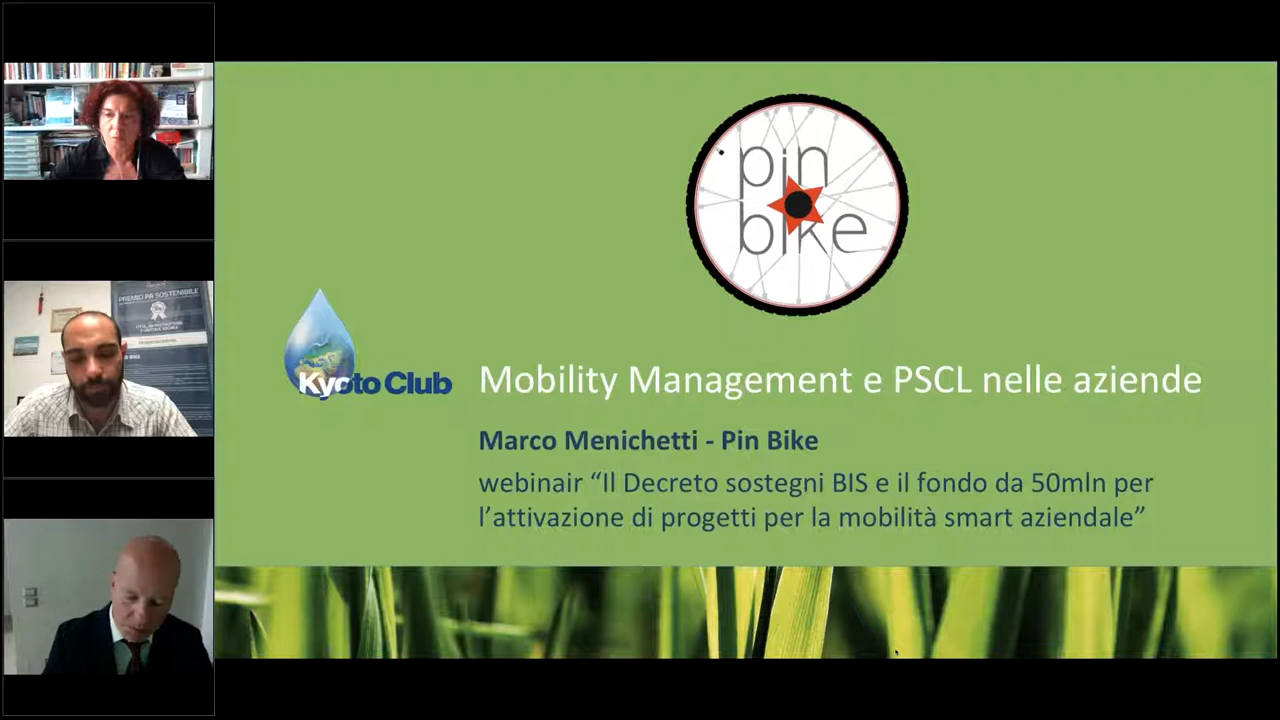 PREMIO PA SOSTENIBILE
pin
bike
Kyoto Club
Mobility Management e PSCL nelle aziende
Marco Menichetti - Pin Bike
webinair “Il Decreto sostegni BIS e il fondo da 50mln per
l’attivazione di progetti per la mobilità smart aziendale”